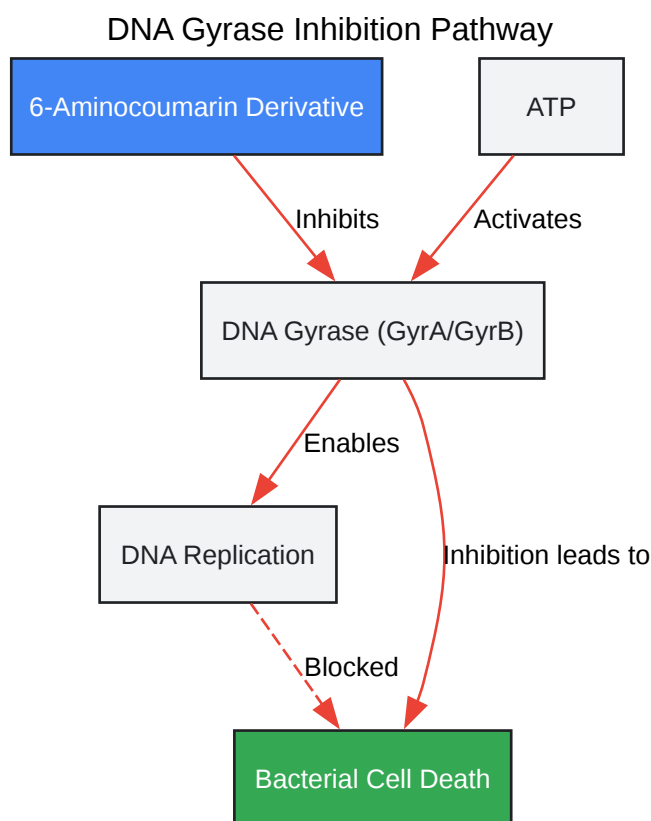 DNA Gyrase Inhibition Pathway
6-Aminocoumarin Derivative
ATP
Inhibits
Activates
DNA Gyrase (GyrA/GyrB)
Enables
DNA Replication
Inhibition leads to
Blocked
Bacterial Cell Death